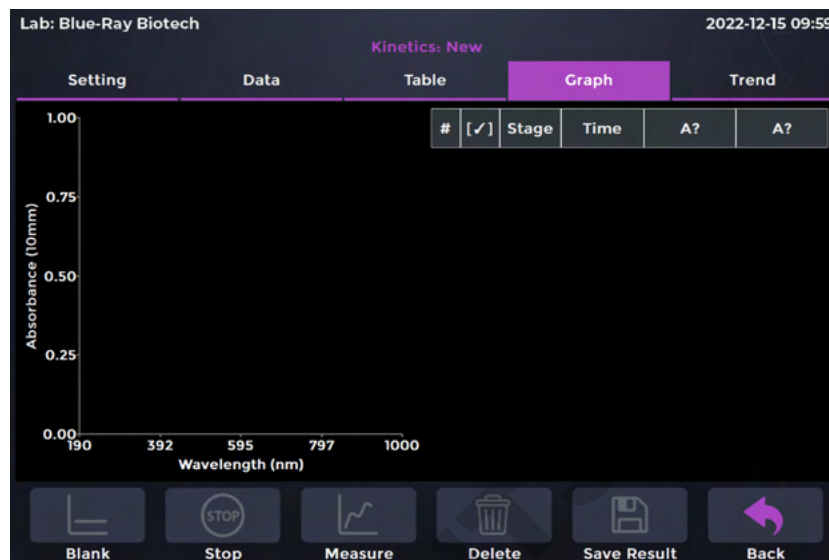 Lab: Blue-Ray Biotech 2022-12-15 09:59
Kinetics: New
Setting Data Table Graph Trend
# [✓] Stage Time A? A?
1.00
0.75
0.50
0.25
0.00
Absorbance (10mm)
190 392 595 797 1000
Wavelength (nm)
STOP
Blank Stop Measure Delete Save Result Back